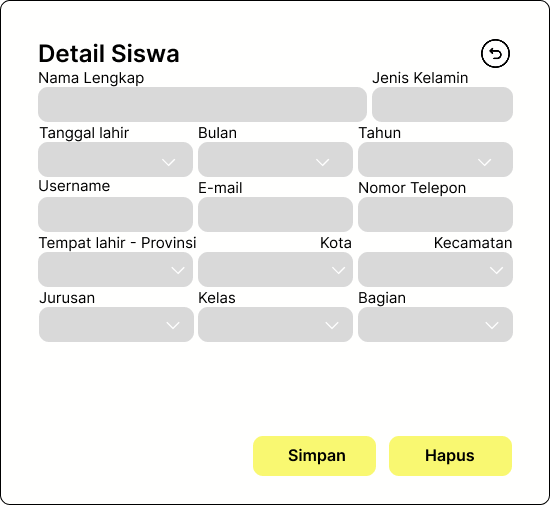 Detail Siswa
Nama Lengkap Jenis Kelamin
Tanggal lahir Bulan Tahun
Username E-mail Nomor Telepon
Tempat lahir - Provinsi Kota Kecamatan
Jurusan Kelas Bagian
Simpan Hapus